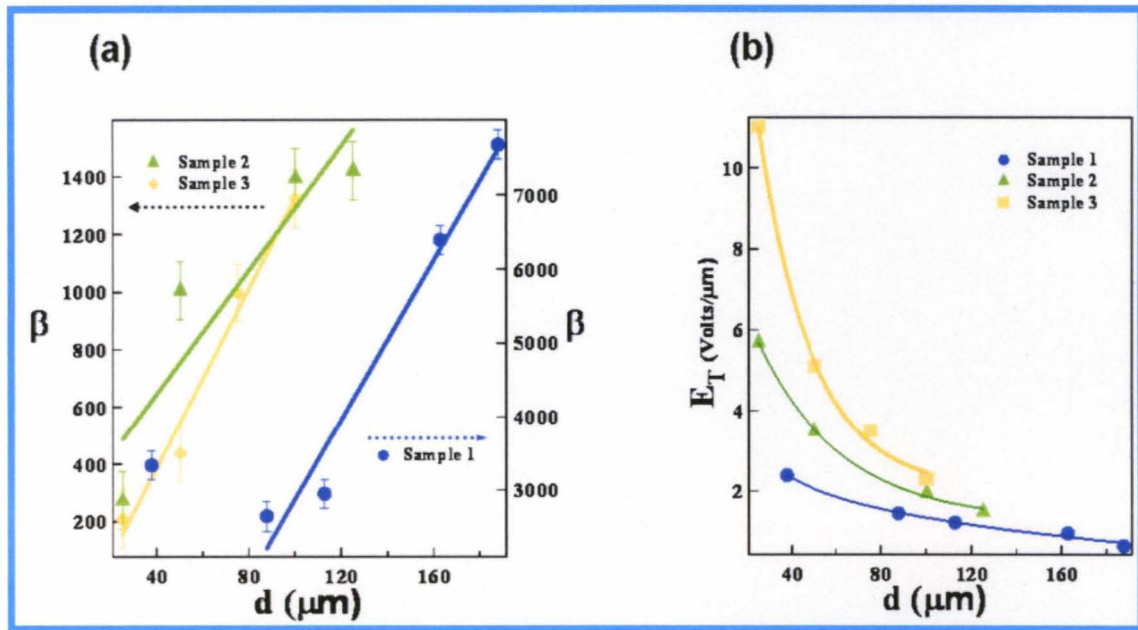 (a)
Sample 2
Sample 3
1400
1200
1000
800
600
400
200
β
7000
6000
5000
4000
3000
β
Sample 1
40
80
120
160
d (μm)
(b)
Sample 1
Sample 2
Sample 3
10
8
6
4
2
E_T (Volts/μm)
40
80
120
160
d (μm)